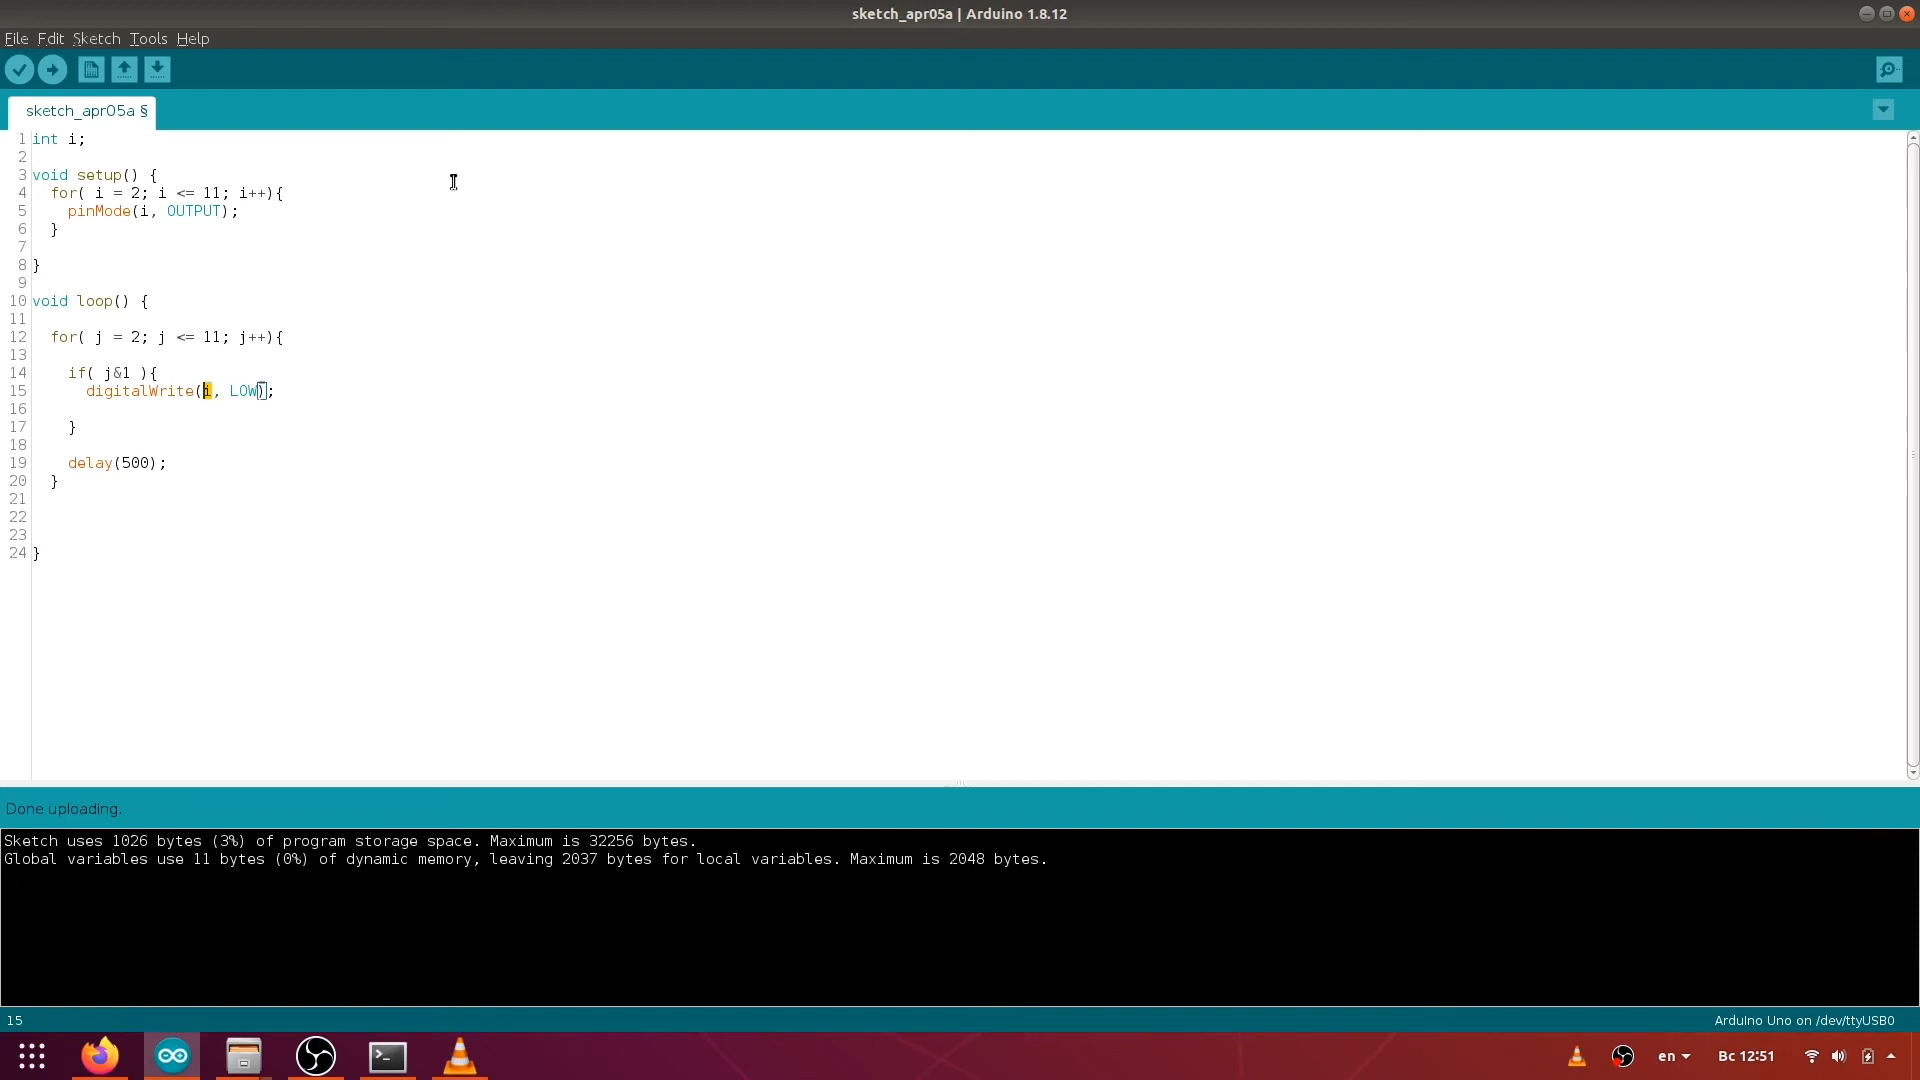 sketch_apr05a | Arduino 1.8.12
File Edit Sketch Tools Help
sketch_apr05a §
1 int i;
2
3 void setup() {
4   for( i = 2; i <= 11; i++){
5     pinMode(i, OUTPUT);
6   }
7
8 }
9
10 void loop() {
11
12   for( j = 2; j <= 11; j++){
13
14     if( j&1 ){
15       digitalWrite(i, LOW);
16
17     }
18
19     delay(500);
20   }
21
22
23
24 }
Done uploading.
Sketch uses 1026 bytes (3%) of program storage space. Maximum is 32256 bytes.
Global variables use 11 bytes (0%) of dynamic memory, leaving 2037 bytes for local variables. Maximum is 2048 bytes.
15 Arduino Uno on /dev/ttyUSB0
en Вс 12:51